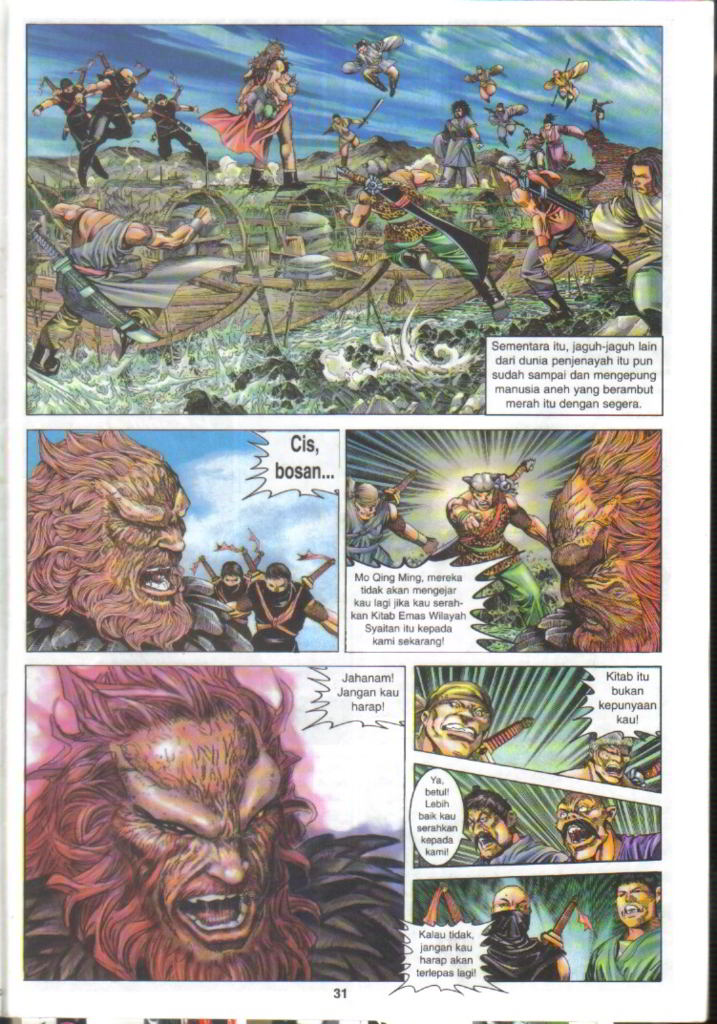 Sementara itu, jaguh-jaguh lain
dari dunia penjenayah itu pun
sudah sampai dan mengepung
manusia aneh yang berambut
merah itu dengan segera.
Cis,
bosan...
Mo Qing Ming, mereka
tidak akan mengejar
kau lagi jika kau serah-
kan Kitab Emas Wilayah
Syaitan itu kepada
kami sekarang!
Jahanam!
Jangan kau
harap!
Kitab itu
bukan
kepunyaan
kau!
Ya,
betul!
Lebih
baik kau
serahkan
kepada
kami!
Kalau tidak,
jangan kau
harap akan
terlepas lagi!
31